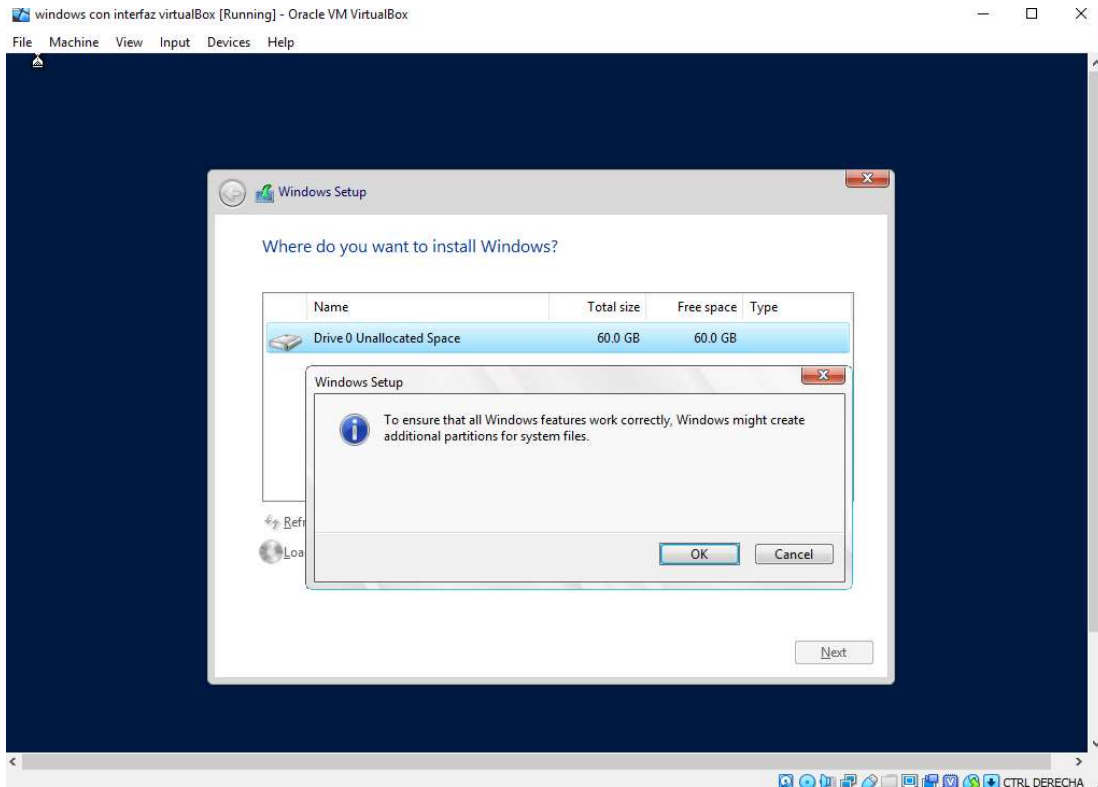 windows con interfaz virtualBox [Running] - Oracle VM VirtualBox
File Machine View Input Devices Help
Windows Setup
Where do you want to install Windows?
Name Total size Free space Type
Drive 0 Unallocated Space 60.0 GB 60.0 GB
Windows Setup
To ensure that all Windows features work correctly, Windows might create
additional partitions for system files.
Refr
Loa
OK Cancel
Next
CTRL DERECHA